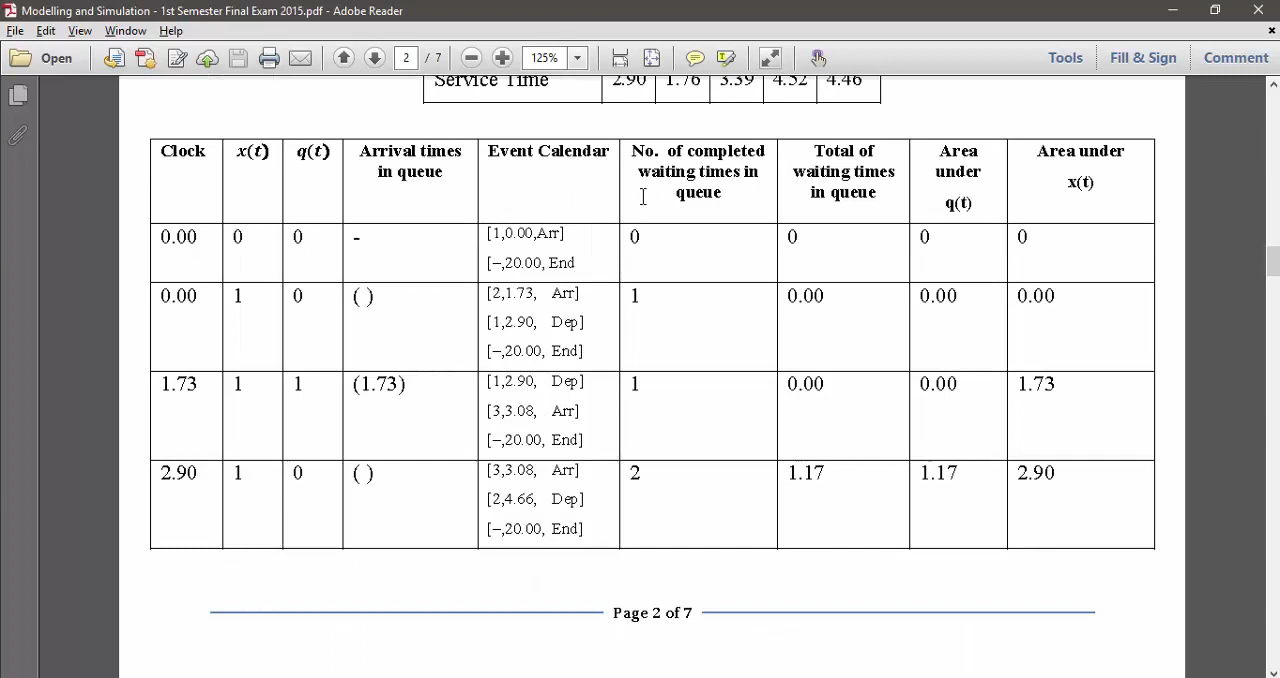 Modelling and Simulation - 1st Semester Final Exam 2015.pdf - Adobe Reader
File Edit View Window Help
Open 2 / 7 125% Tools Fill & Sign Comment
Service Time 2.90 1.76 3.39 4.52 4.46
Clock x(t) q(t) Arrival times in queue Event Calendar No. of completed waiting times in queue Total of waiting times in queue Area under q(t) Area under x(t)
0.00 0 0 - [1,0.00,Arr] 0 0 0 0
[−,20.00, End
0.00 1 0 ( ) [2,1.73, Arr] 1 0.00 0.00 0.00
[1,2.90, Dep]
[−,20.00, End]
1.73 1 1 (1.73) [1,2.90, Dep] 1 0.00 0.00 1.73
[3,3.08, Arr]
[−,20.00, End]
2.90 1 0 ( ) [3,3.08, Arr] 2 1.17 1.17 2.90
[2,4.66, Dep]
[−,20.00, End]
Page 2 of 7